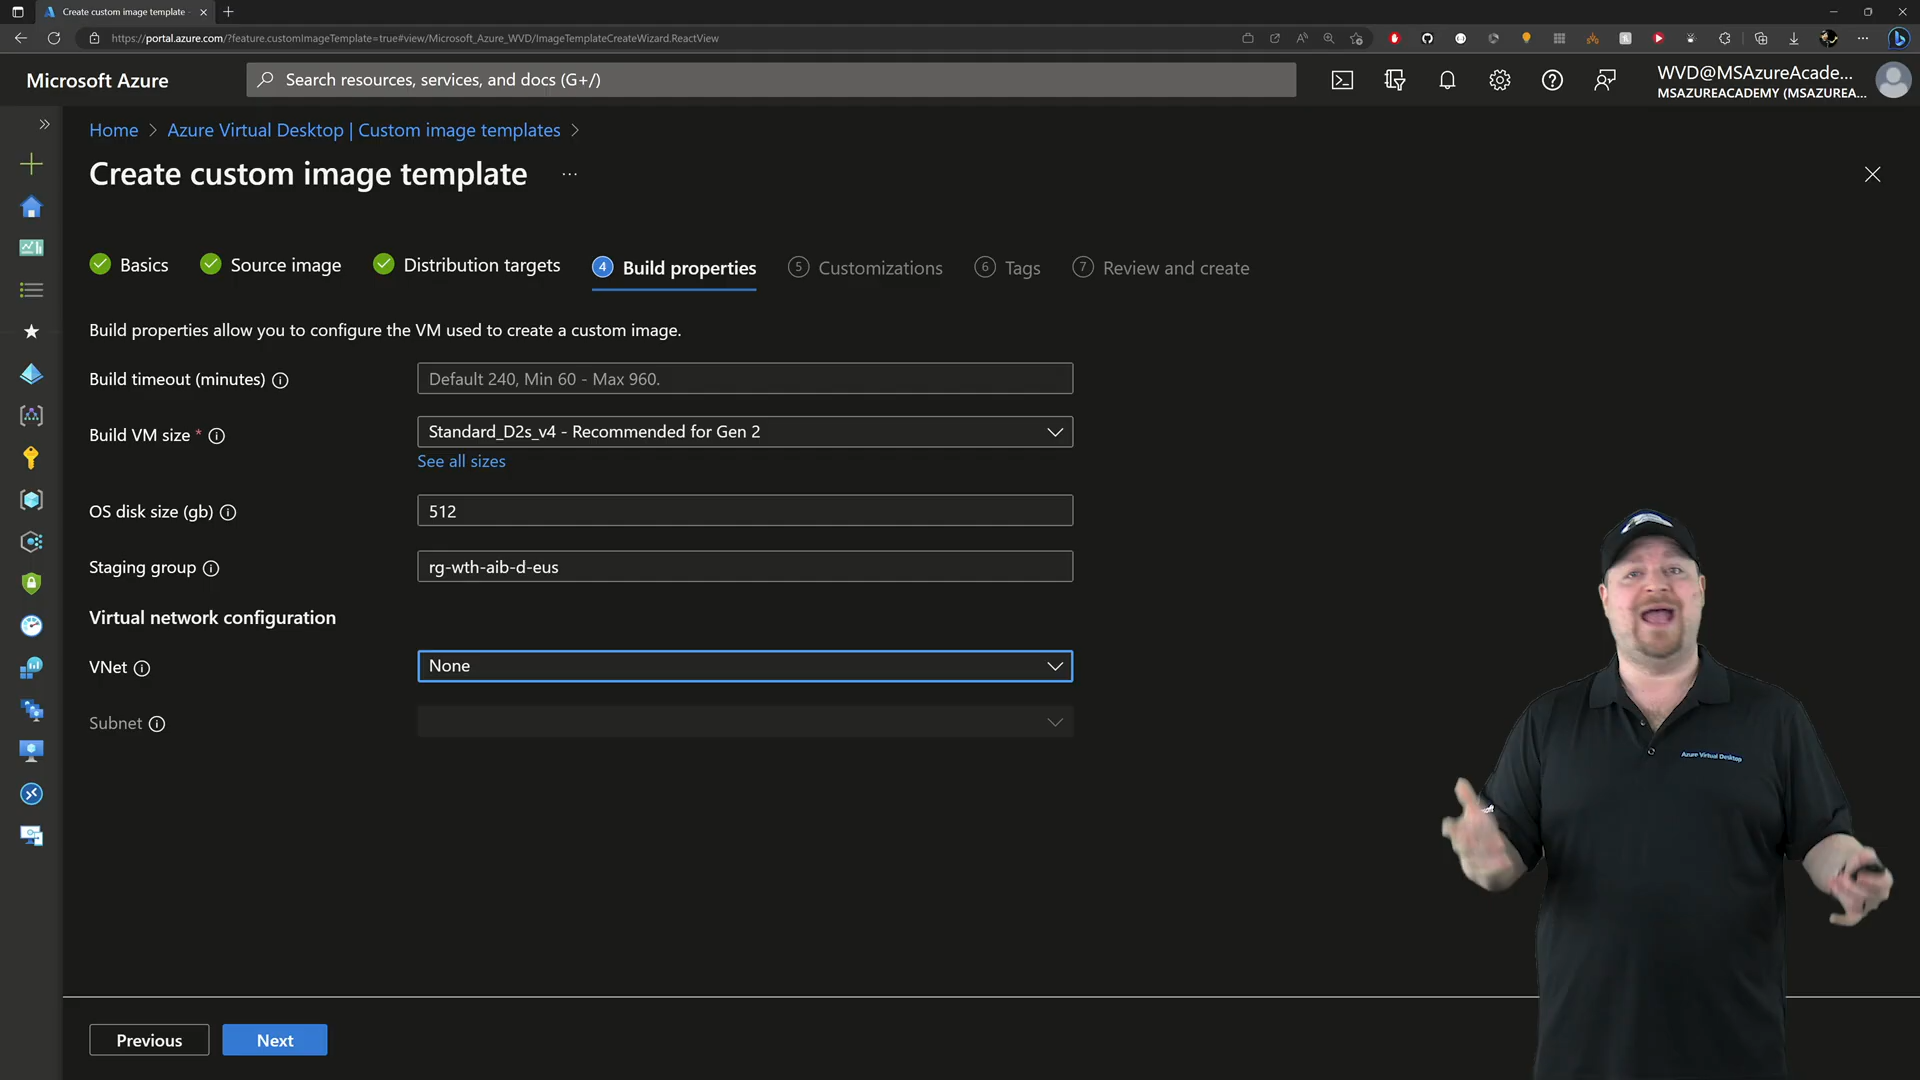 Create custom image template
https://portal.azure.com/?feature.customImageTemplate=true#view/Microsoft_Azure_WVD/ImageTemplateCreateWizard.ReactView
Microsoft Azure
Search resources, services, and docs (G+/)
WVD@MSAzureAcade...
MSAZUREACADEMY (MSAZUREA...
Home > Azure Virtual Desktop | Custom image templates >
Create custom image template ...
Basics Source image Distribution targets 4 Build properties 5 Customizations 6 Tags 7 Review and create
Build properties allow you to configure the VM used to create a custom image.
Build timeout (minutes)
Default 240, Min 60 - Max 960.
Build VM size *
Standard_D2s_v4 - Recommended for Gen 2
See all sizes
OS disk size (gb)
512
Staging group
rg-wth-aib-d-eus
Virtual network configuration
VNet
None
Subnet
Azure Virtual Desktop
Previous Next